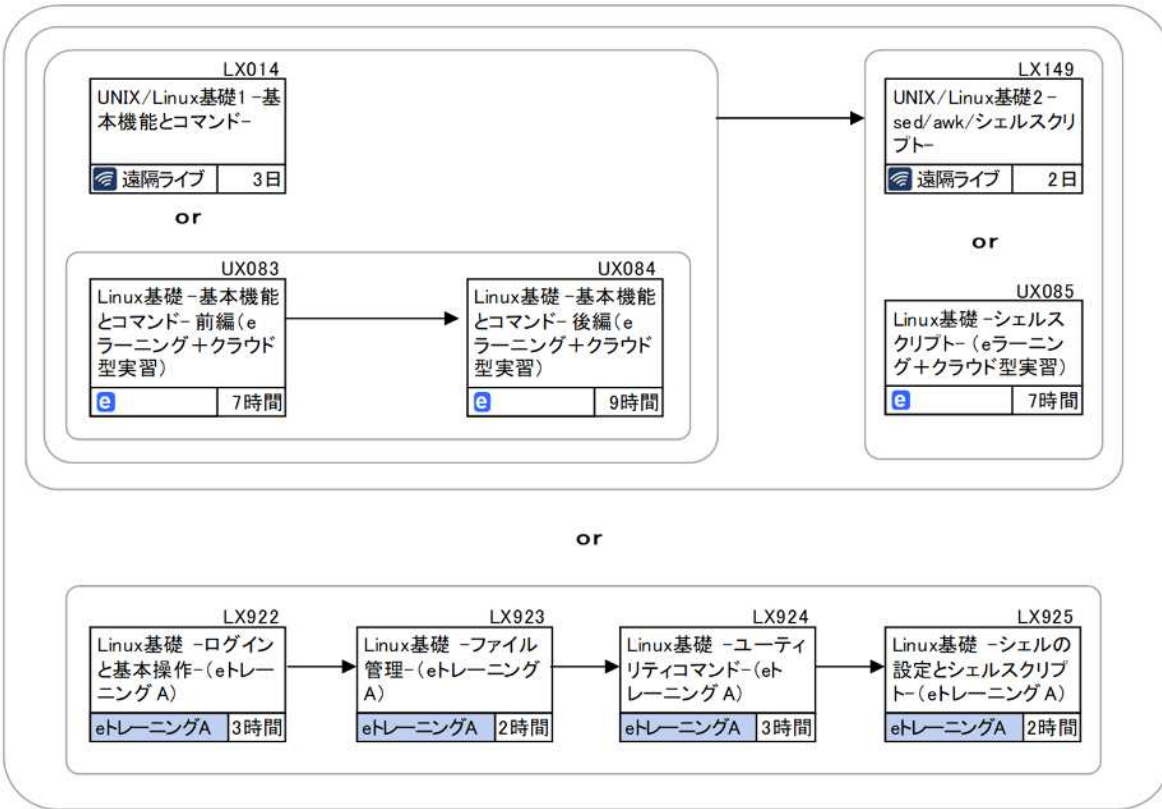 LX014
UNIX/Linux基礎1 -基
本機能とコマンド-
遠隔ライブ 3日
or
UX083
Linux基礎 -基本機能
とコマンド- 前編(e
ラーニング+クラウド
型実習)
e 7時間
UX084
Linux基礎 -基本機能
とコマンド- 後編(e
ラーニング+クラウド
型実習)
e 9時間
LX149
UNIX/Linux基礎2 -
sed/awk/シェルスクリ
プト-
遠隔ライブ 2日
or
UX085
Linux基礎 -シェルス
クリプト- (eラーニン
グ+クラウド型実習)
e 7時間
or
LX922
Linux基礎 -ログイン
と基本操作-(eトレー
ニング A)
eトレーニングA 3時間
LX923
Linux基礎 -ファイル
管理-(eトレーニング
A)
eトレーニングA 2時間
LX924
Linux基礎 -ユーティ
リティコマンド-(eト
レーニング A)
eトレーニングA 3時間
LX925
Linux基礎 -シェルの
設定とシェルスクリプ
ト-(eトレーニング A)
eトレーニングA 2時間